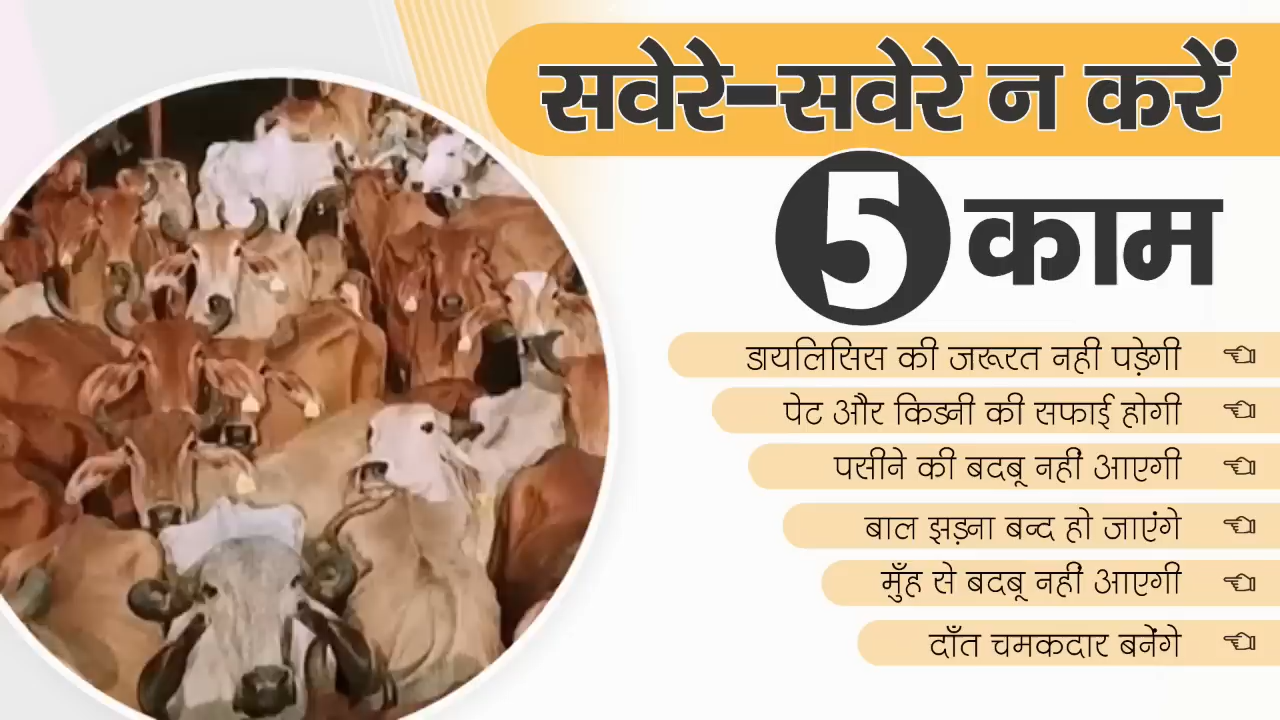 सवेरे-सवेरे न करें
5 काम
डायलिसिस की जरूरत नही पड़ेगी
पेट और किडनी की सफाई होगी
पसीने की बदबू नहीं आएगी
बाल झड़ना बन्द हो जाएंगे
मुँह से बदबू नहीं आएगी
दाँत चमकदार बनेंगे